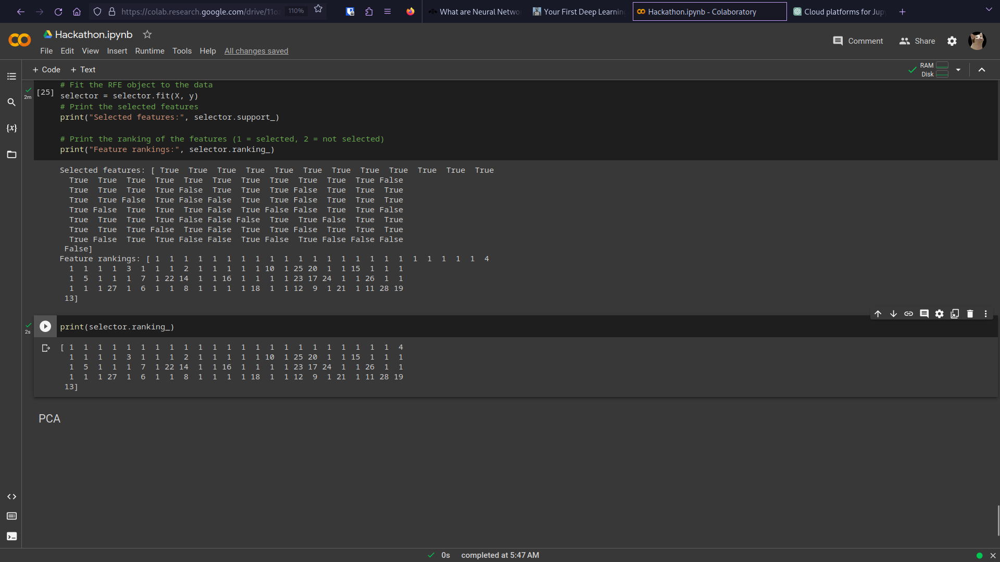 https://colab.research.google.com/drive/11o
110%
What are Neural Netwo
Your First Deep Learning
Hackathon.ipynb - Colaboratory
Cloud platforms for Jup
Hackathon.ipynb
Comment
Share
File Edit View Insert Runtime Tools Help All changes saved
+ Code + Text
RAM
Disk
[25]
2m
# Fit the RFE object to the data
selector = selector.fit(X, y)
# Print the selected features
print("Selected features:", selector.support_)
# Print the ranking of the features (1 = selected, 2 = not selected)
print("Feature rankings:", selector.ranking_)
Selected features: [ True True True True True True True True True True True True
True True True True True True True True True True True False
True True True True False True True True False True True True
True True False True False False True True False True True True
True False True True True False True False False True True False
True True True True False False False True True False True True
True True True False True False True True False True True True
True False True True False False True False True False False False
False]
Feature rankings: [ 1 1 1 1 1 1 1 1 1 1 1 1 1 1 1 1 1 1 1 1 1 1 1 4
1 1 1 1 3 1 1 1 2 1 1 1 1 1 10 1 25 20 1 1 15 1 1 1
1 5 1 1 1 7 1 22 14 1 1 16 1 1 1 1 23 17 24 1 1 26 1 1
1 1 1 27 1 6 1 1 8 1 1 1 1 18 1 1 12 9 1 21 1 11 28 19
13]
2s
print(selector.ranking_)
[ 1 1 1 1 1 1 1 1 1 1 1 1 1 1 1 1 1 1 1 1 1 1 1 4
1 1 1 1 3 1 1 1 2 1 1 1 1 1 10 1 25 20 1 1 15 1 1 1
1 5 1 1 1 7 1 22 14 1 1 16 1 1 1 1 23 17 24 1 1 26 1 1
1 1 1 27 1 6 1 1 8 1 1 1 1 18 1 1 12 9 1 21 1 11 28 19
13]
PCA
0s completed at 5:47 AM